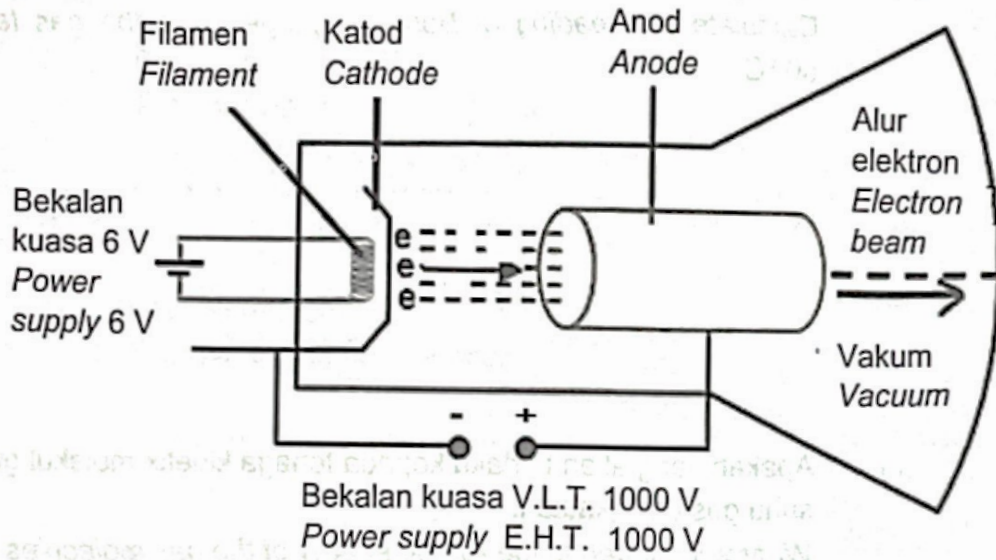 Filamen
Filament
Katod
Cathode
Anod
Anode
Alur
elektron
Electron
beam
Bekalan
kuasa 6 V
Power
supply 6 V
e
e
e
Vakum
Vacuum
- +
Bekalan kuasa V.L.T. 1000 V
Power supply E.H.T. 1000 V